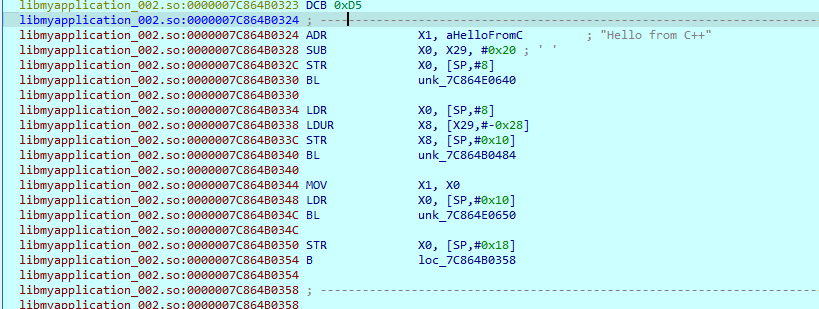 libmyapplication_002.so:0000007C864B0323 DCB 0xD5
libmyapplication_002.so:0000007C864B0324 ; ---------------------------------------------------------------------------
libmyapplication_002.so:0000007C864B0324 ADR X1, aHelloFromC ; "Hello from C++"
libmyapplication_002.so:0000007C864B0328 SUB X0, X29, #0x20 ; ' '
libmyapplication_002.so:0000007C864B032C STR X0, [SP,#8]
libmyapplication_002.so:0000007C864B0330 BL unk_7C864E0640
libmyapplication_002.so:0000007C864B0330
libmyapplication_002.so:0000007C864B0334 LDR X0, [SP,#8]
libmyapplication_002.so:0000007C864B0338 LDUR X8, [X29,#-0x28]
libmyapplication_002.so:0000007C864B033C STR X8, [SP,#0x10]
libmyapplication_002.so:0000007C864B0340 BL unk_7C864B0484
libmyapplication_002.so:0000007C864B0340
libmyapplication_002.so:0000007C864B0344 MOV X1, X0
libmyapplication_002.so:0000007C864B0348 LDR X0, [SP,#0x10]
libmyapplication_002.so:0000007C864B034C BL unk_7C864E0650
libmyapplication_002.so:0000007C864B034C
libmyapplication_002.so:0000007C864B0350 STR X0, [SP,#0x18]
libmyapplication_002.so:0000007C864B0354 B loc_7C864B0358
libmyapplication_002.so:0000007C864B0354
libmyapplication_002.so:0000007C864B0358 ; ---------------------------------------------------------------------------
libmyapplication_002.so:0000007C864B0358